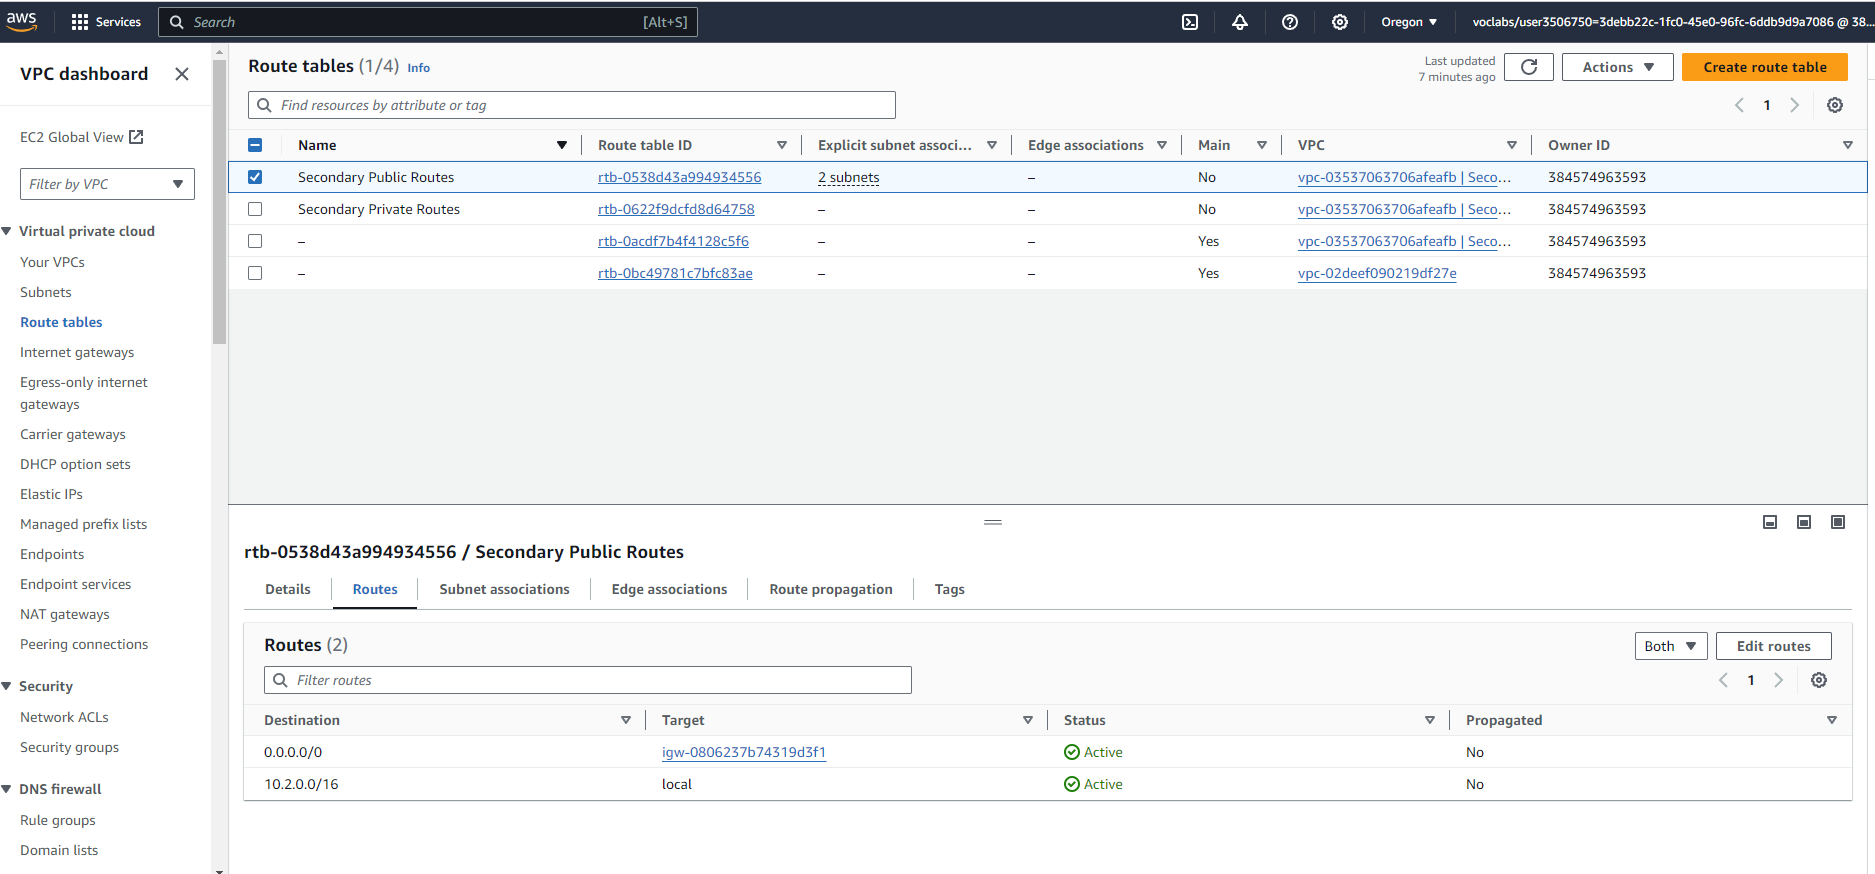 aws Services Search [Alt+S] Oregon voclabs/user3506750=3debb22c-1fc0-45e0-96fc-6ddb9d9a7086 @ 38...
VPC dashboard
EC2 Global View
Filter by VPC
Virtual private cloud
Your VPCs
Subnets
Route tables
Internet gateways
Egress-only internet
gateways
Carrier gateways
DHCP option sets
Elastic IPs
Managed prefix lists
Endpoints
Endpoint services
NAT gateways
Peering connections
Security
Network ACLs
Security groups
DNS firewall
Rule groups
Domain lists
Route tables (1/4) Info
Last updated
7 minutes ago
Actions
Create route table
Find resources by attribute or tag
1
Name Route table ID Explicit subnet associ... Edge associations Main VPC Owner ID
Secondary Public Routes rtb-0538d43a994934556 2 subnets – No vpc-03537063706afeafb | Seco... 384574963593
Secondary Private Routes rtb-0622f9dcfd8d64758 – – No vpc-03537063706afeafb | Seco... 384574963593
– rtb-0acdf7b4f4128c5f6 – – Yes vpc-03537063706afeafb | Seco... 384574963593
– rtb-0bc49781c7bfc83ae – – Yes vpc-02deef090219df27e 384574963593
rtb-0538d43a994934556 / Secondary Public Routes
Details Routes Subnet associations Edge associations Route propagation Tags
Routes (2)
Both
Edit routes
Filter routes
1
Destination Target Status Propagated
0.0.0.0/0 igw-0806237b74319d3f1 Active No
10.2.0.0/16 local Active No